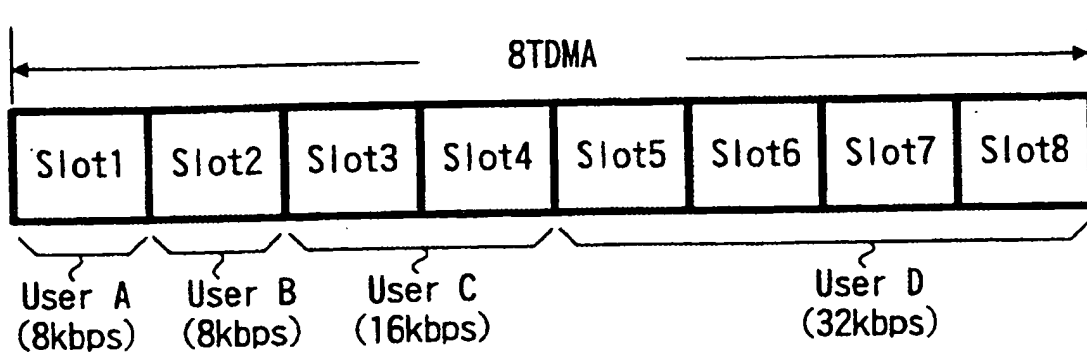 8TDMA
Slot1 Slot2 Slot3 Slot4 Slot5 Slot6 Slot7 Slot8
User A User B User C User D
(8kbps) (8kbps) (16kbps) (32kbps)